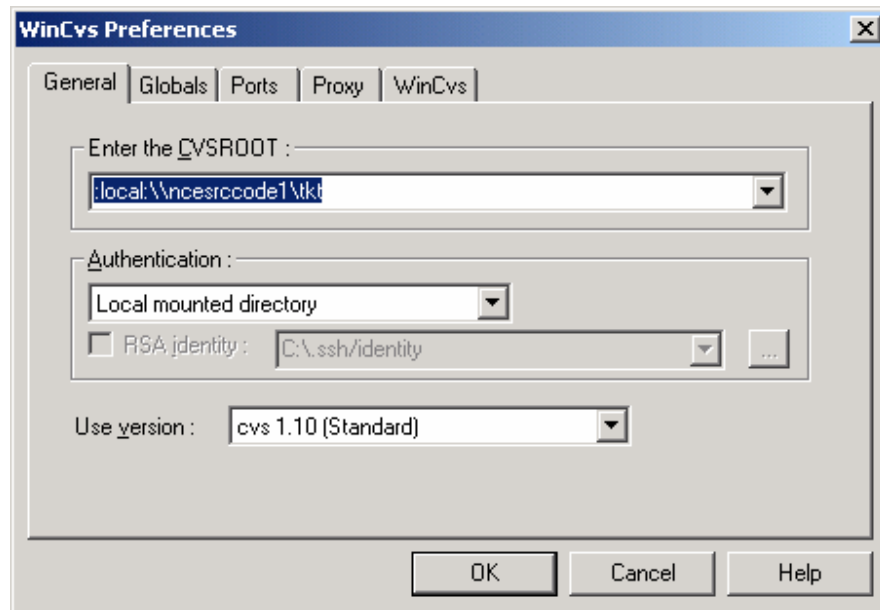 WinCvs Preferences
General Globals Ports Proxy WinCvs
Enter the CVSROOT :
:local:\\ncesrccode1\tkt
Authentication :
Local mounted directory
RSA identity : C:\.ssh/identity ...
Use version : cvs 1.10 (Standard)
OK Cancel Help